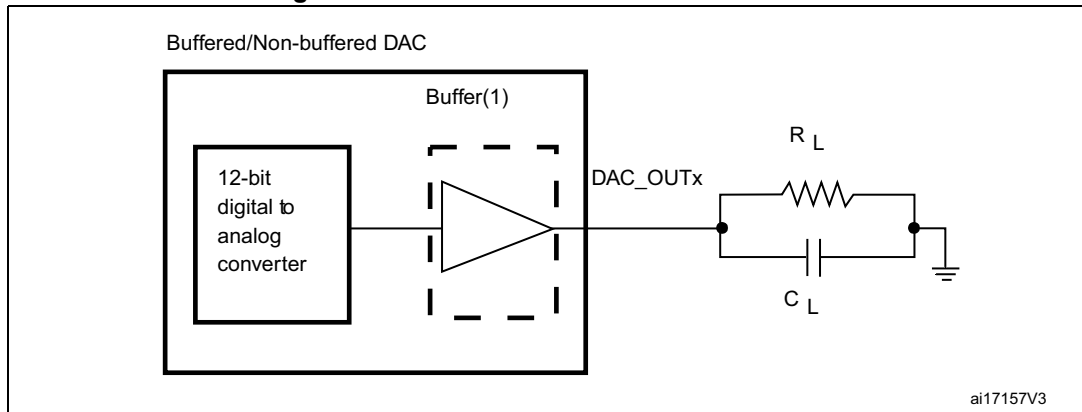 Buffered/Non-buffered DAC
Buffer(1)
12-bit
digital to
analog
converter
DAC_OUTx
R L
C L
ai17157V3